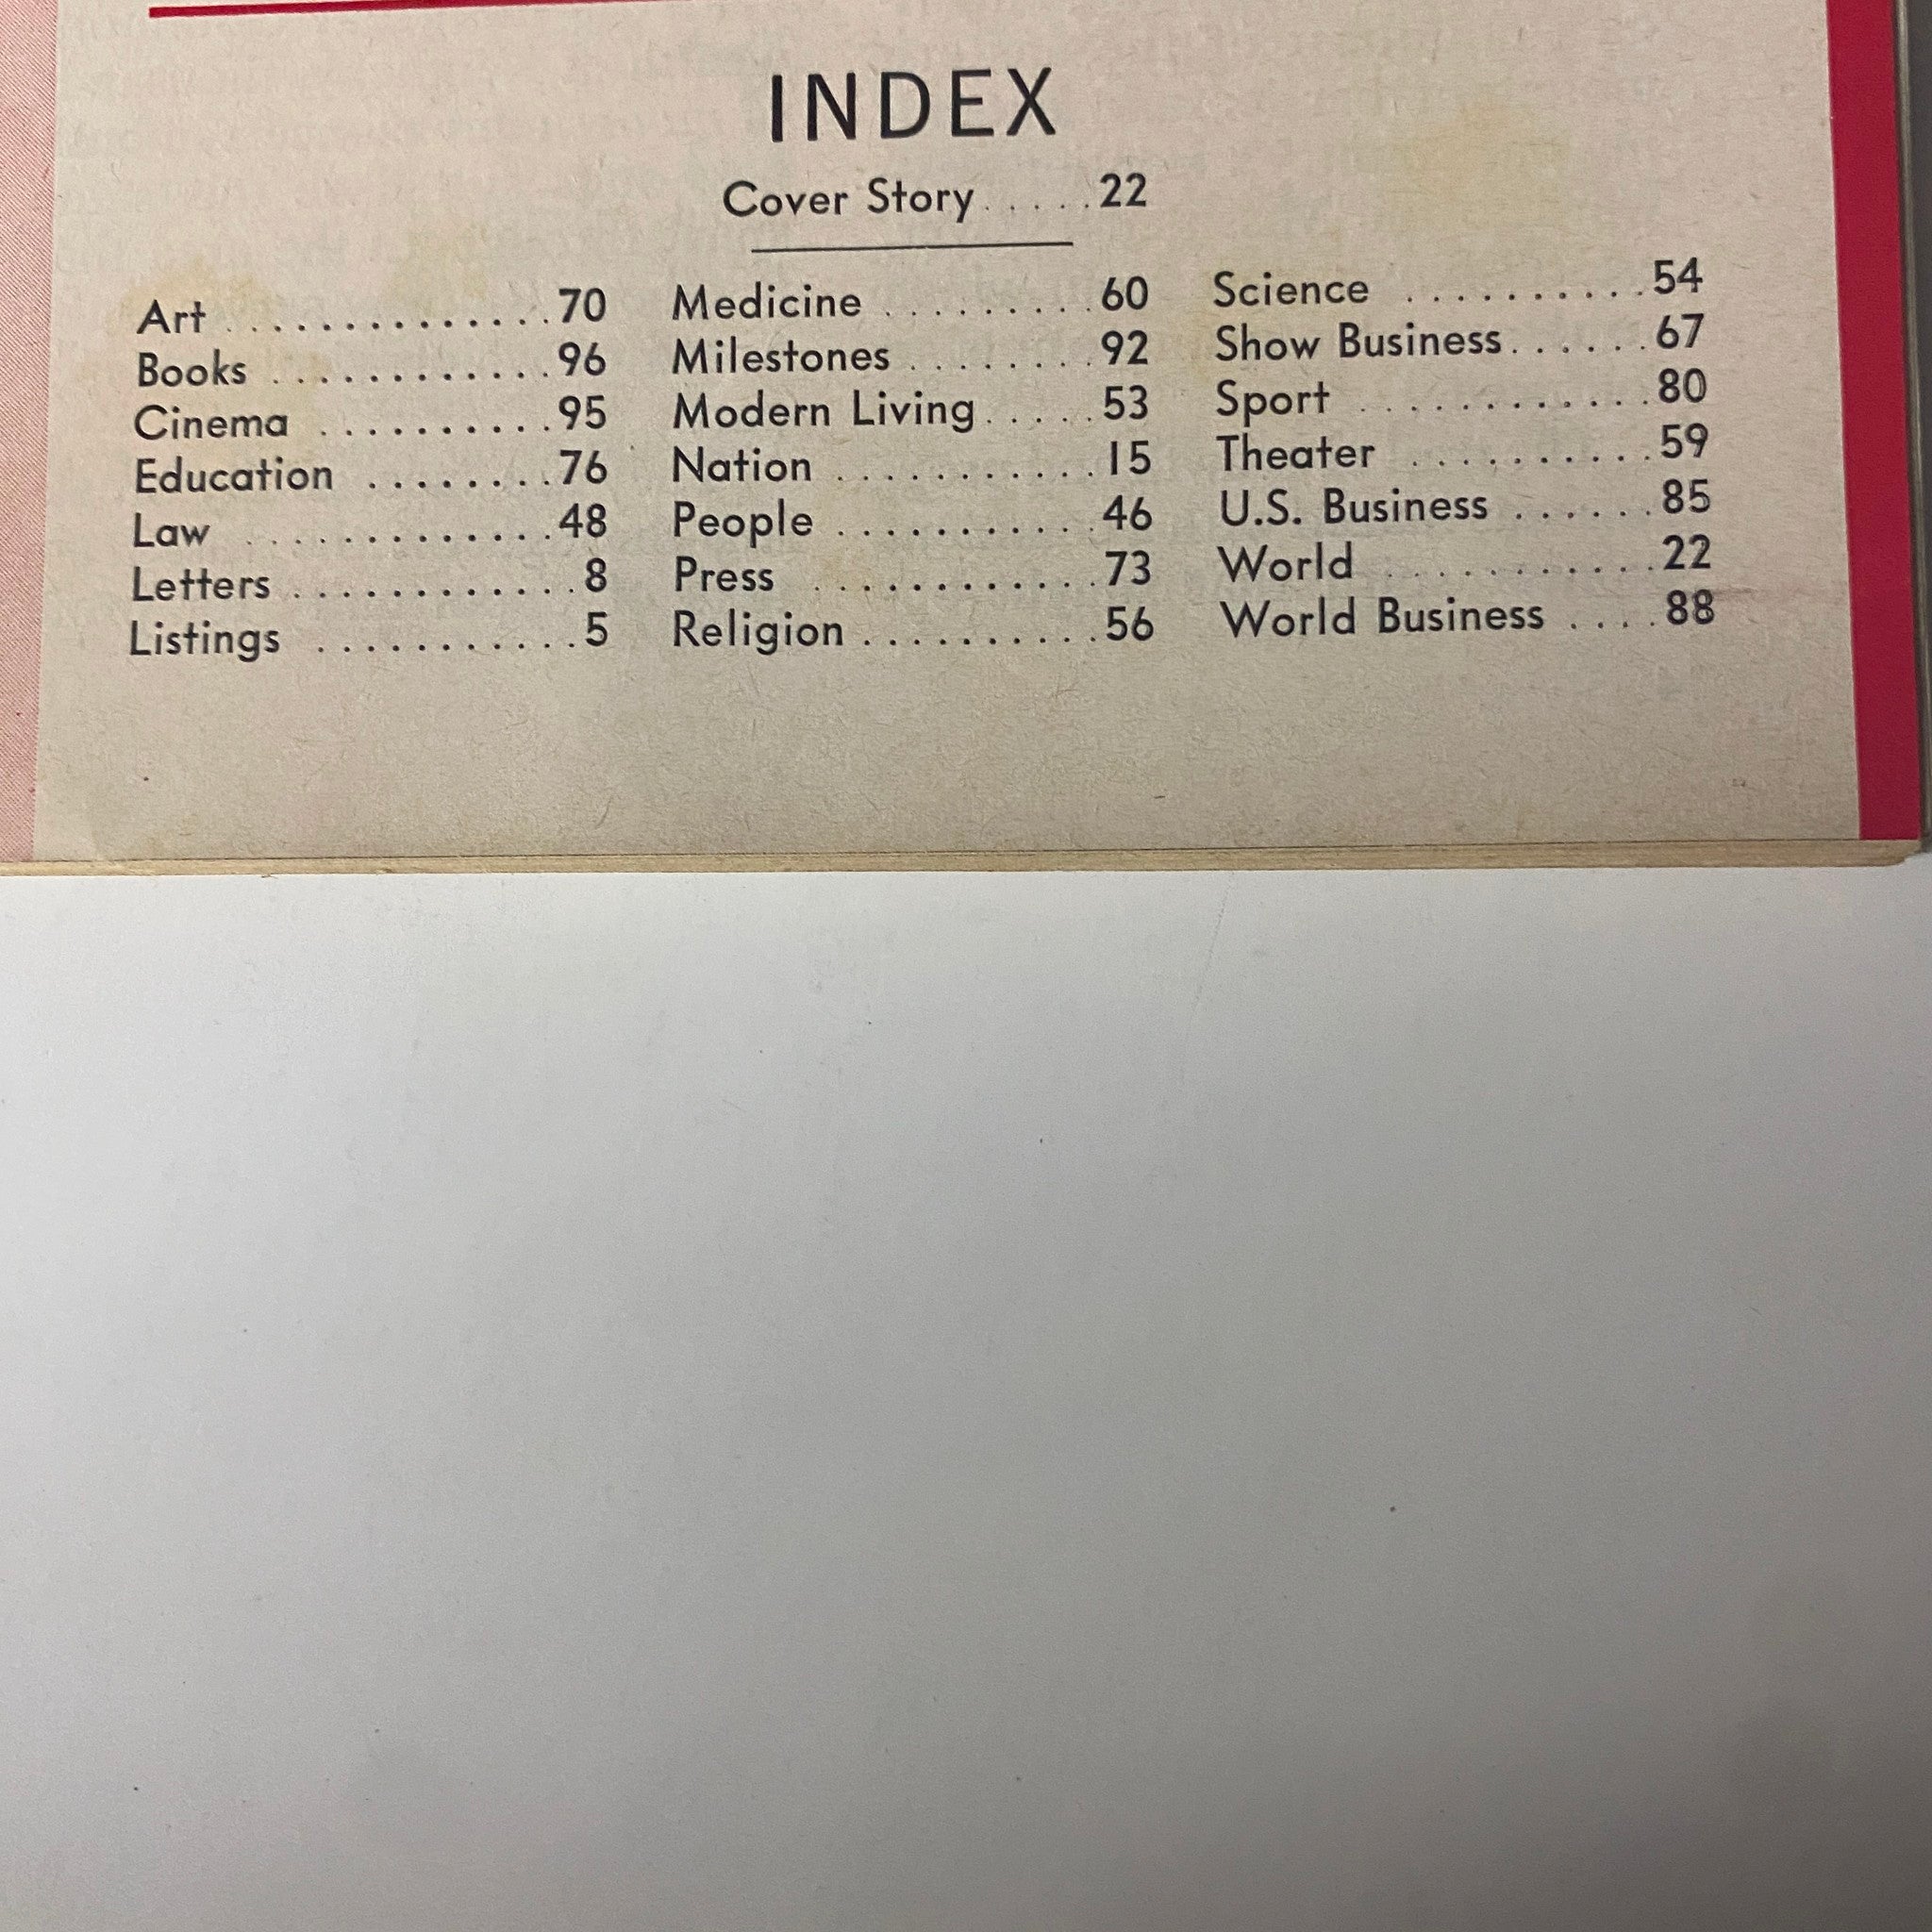 INDEX
Cover Story.....22
Art ..............70
Books ............96
Cinema ..........95
Education ........76
Law .............48
Letters ............8
Listings ...........5
Medicine .........60
Milestones ........92
Modern Living.....53
Nation ...........15
People ...........46
Press ............73
Religion ..........56
Science ..........54
Show Business......67
Sport ............80
Theater ..........59
U.S. Business ......85
World ...........22
World Business ....88